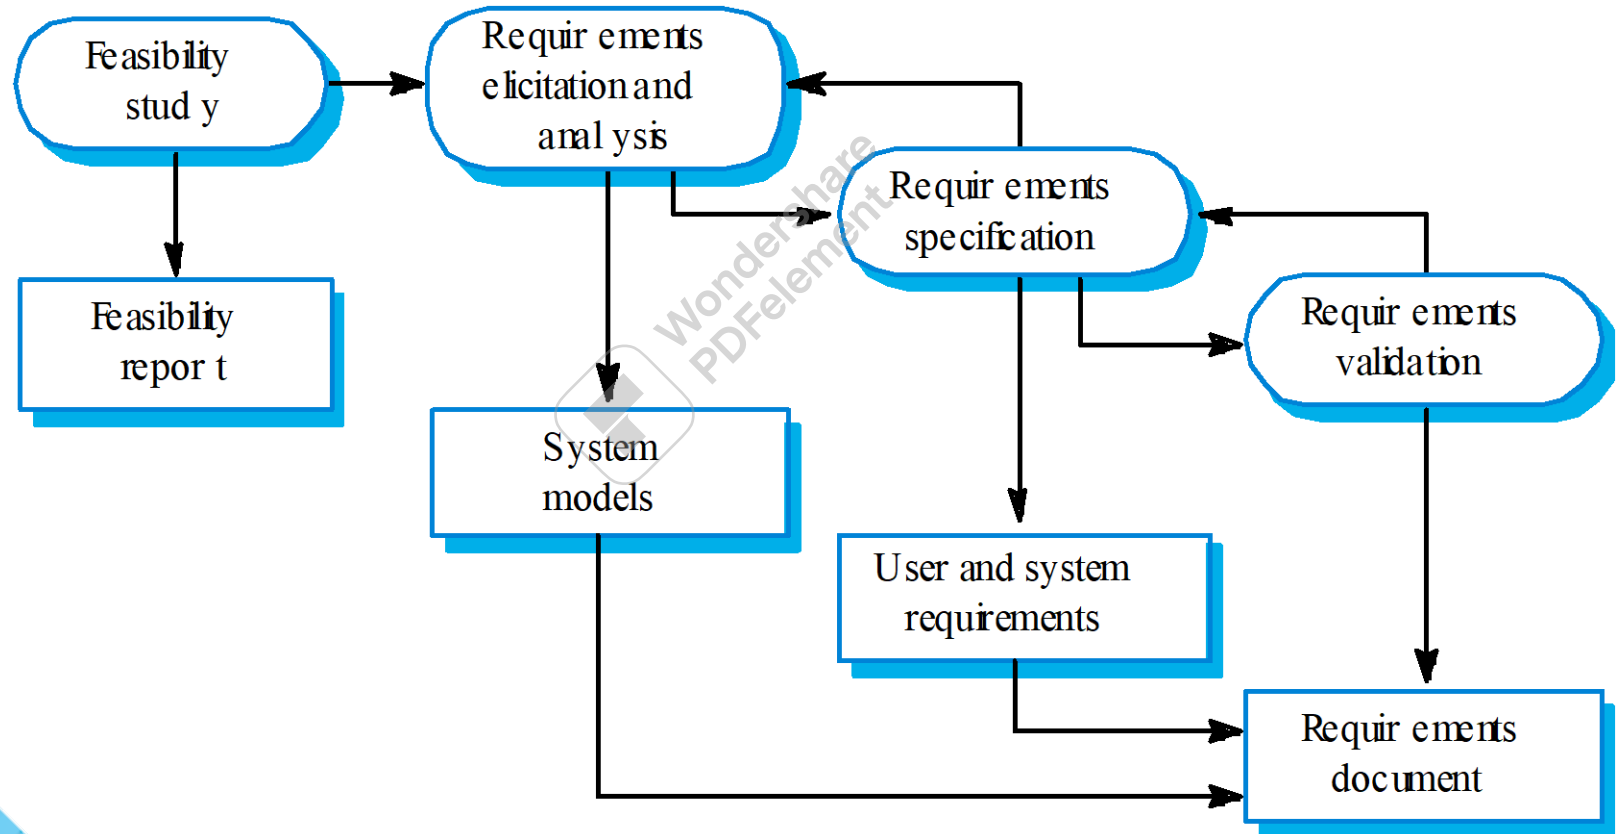 Feasibility
study
Requirements
elicitation and
analysis
Requirements
specification
Requirements
validation
Feasibility
report
System
models
User and system
requirements
Requirements
document
Wondershare
PDFelement